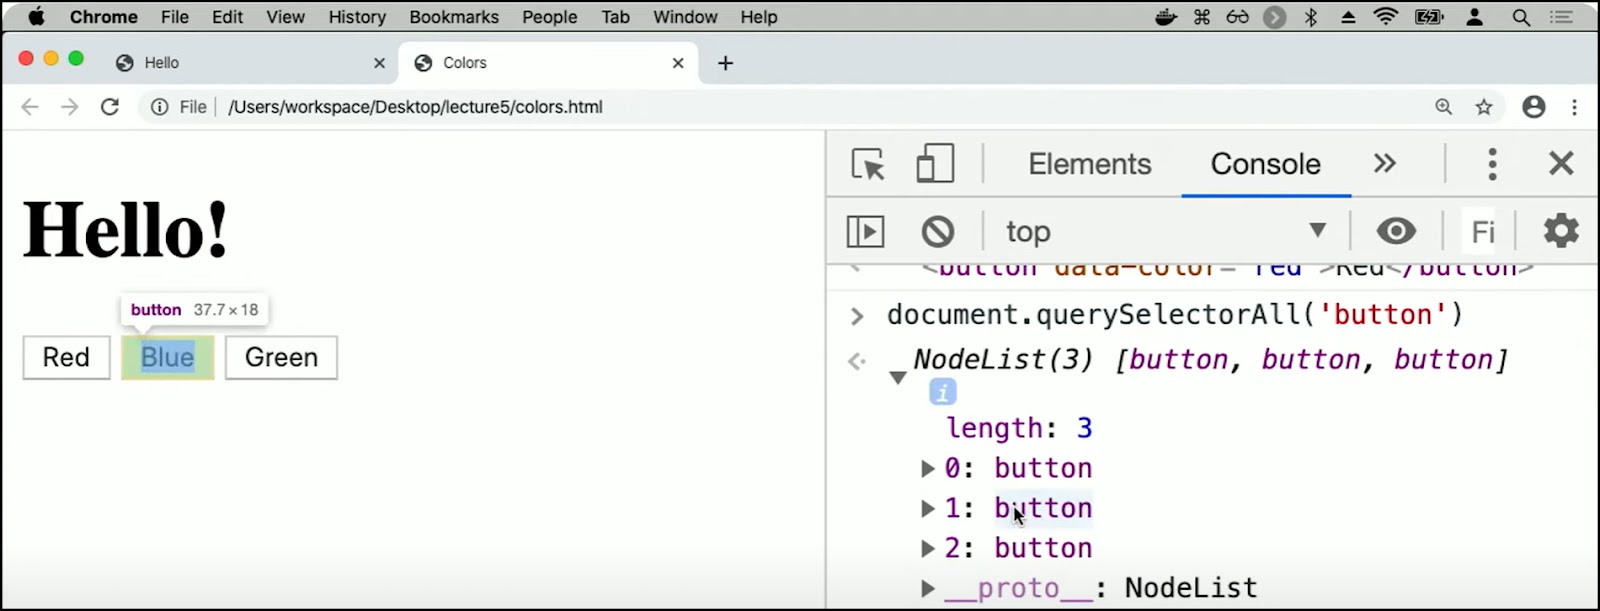 Chrome File Edit View History Bookmarks People Tab Window Help
Hello
Colors
File /Users/workspace/Desktop/lecture5/colors.html
Hello!
button 37.7 × 18
Red
Blue
Green
Elements Console
top
Fi
<button data-color="red">Red</button>
document.querySelectorAll('button')
NodeList(3) [button, button, button]
i
length: 3
0: button
1: button
2: button
__proto__: NodeList